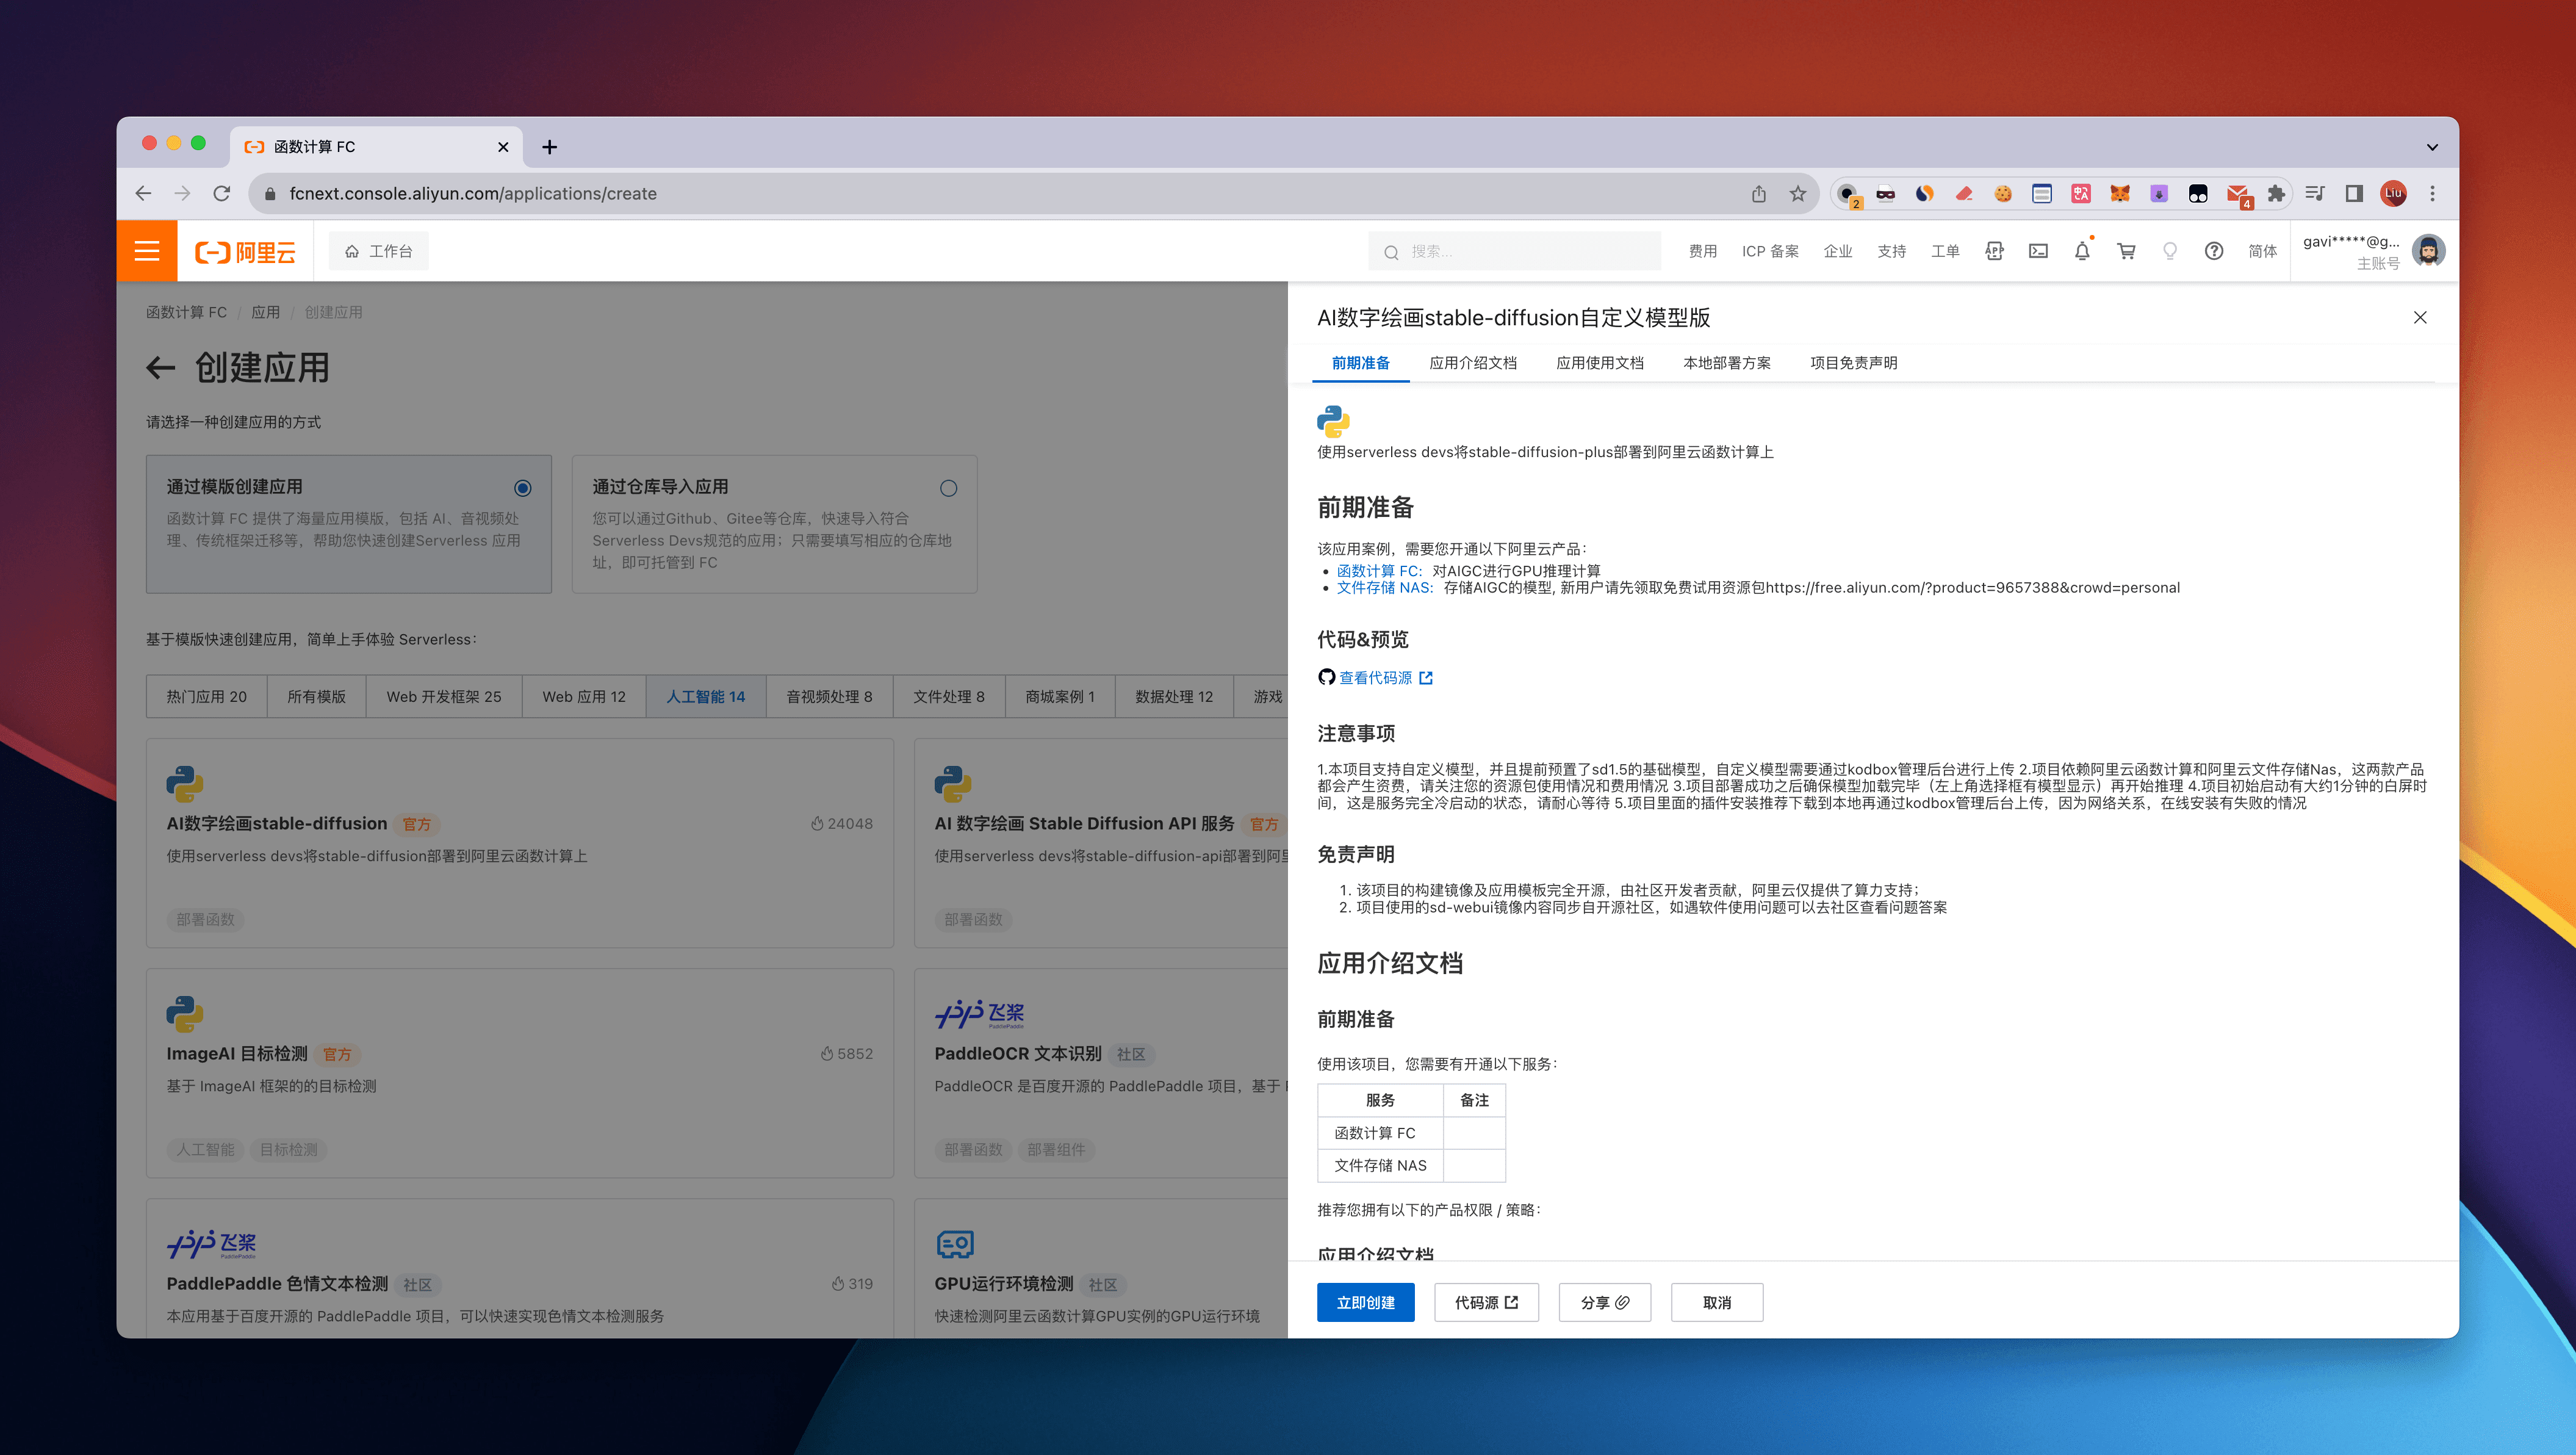 函数计算 FC
fcnext.console.aliyun.com/applications/create
2
4
Liu
阿里云
工作台
搜索...
费用
ICP 备案
企业
支持
工单
简体
gavi*****@g...
主账号
函数计算 FC / 应用 / 创建应用
创建应用
请选择一种创建应用的方式
通过模版创建应用
函数计算 FC 提供了海量应用模版，包括 AI、音视频处
理、传统框架迁移等，帮助您快速创建Serverless 应用
通过仓库导入应用
您可以通过Github、Gitee等仓库，快速导入符合
Serverless Devs规范的应用；只需要填写相应的仓库地
址，即可托管到 FC
基于模版快速创建应用，简单上手体验 Serverless：
热门应用 20
所有模版
Web 开发框架 25
Web 应用 12
人工智能 14
音视频处理 8
文件处理 8
商城案例 1
数据处理 12
游戏
AI数字绘画stable-diffusion 官方
24048
使用serverless devs将stable-diffusion部署到阿里云函数计算上
部署函数
AI 数字绘画 Stable Diffusion API 服务 官方
使用serverless devs将stable-diffusion-api部署到阿里
部署函数
ImageAI 目标检测 官方
5852
基于 ImageAI 框架的的目标检测
人工智能 目标检测
飞桨
PaddlePaddle
PaddleOCR 文本识别 社区
PaddleOCR 是百度开源的 PaddlePaddle 项目，基于
部署函数 部署组件
飞桨
PaddlePaddle
PaddlePaddle 色情文本检测 社区
319
本应用基于百度开源的 PaddlePaddle 项目，可以快速实现色情文本检测服务
GPU运行环境检测 社区
快速检测阿里云函数计算GPU实例的GPU运行环境
AI数字绘画stable-diffusion自定义模型版
前期准备
应用介绍文档
应用使用文档
本地部署方案
项目免责声明
使用serverless devs将stable-diffusion-plus部署到阿里云函数计算上
前期准备
该应用案例，需要您开通以下阿里云产品：
函数计算 FC： 对AIGC进行GPU推理计算
文件存储 NAS： 存储AIGC的模型, 新用户请先领取免费试用资源包https://free.aliyun.com/?product=9657388&crowd=personal
代码&预览
查看代码源
注意事项
1.本项目支持自定义模型，并且提前预置了sd1.5的基础模型，自定义模型需要通过kodbox管理后台进行上传 2.项目依赖阿里云函数计算和阿里云文件存储Nas，这两款产品
都会产生资费，请关注您的资源包使用情况和费用情况 3.项目部署成功之后确保模型加载完毕（左上角选择框有模型显示）再开始推理 4.项目初始启动有大约1分钟的白屏时
间，这是服务完全冷启动的状态，请耐心等待 5.项目里面的插件安装推荐下载到本地再通过kodbox管理后台上传，因为网络关系，在线安装有失败的情况
免责声明
1. 该项目的构建镜像及应用模板完全开源，由社区开发者贡献，阿里云仅提供了算力支持；
2. 项目使用的sd-webui镜像内容同步自开源社区，如遇软件使用问题可以去社区查看问题答案
应用介绍文档
前期准备
使用该项目，您需要有开通以下服务：
服务 备注
函数计算 FC
文件存储 NAS
推荐您拥有以下的产品权限 / 策略：
应用介绍文档
立即创建
代码源
分享
取消